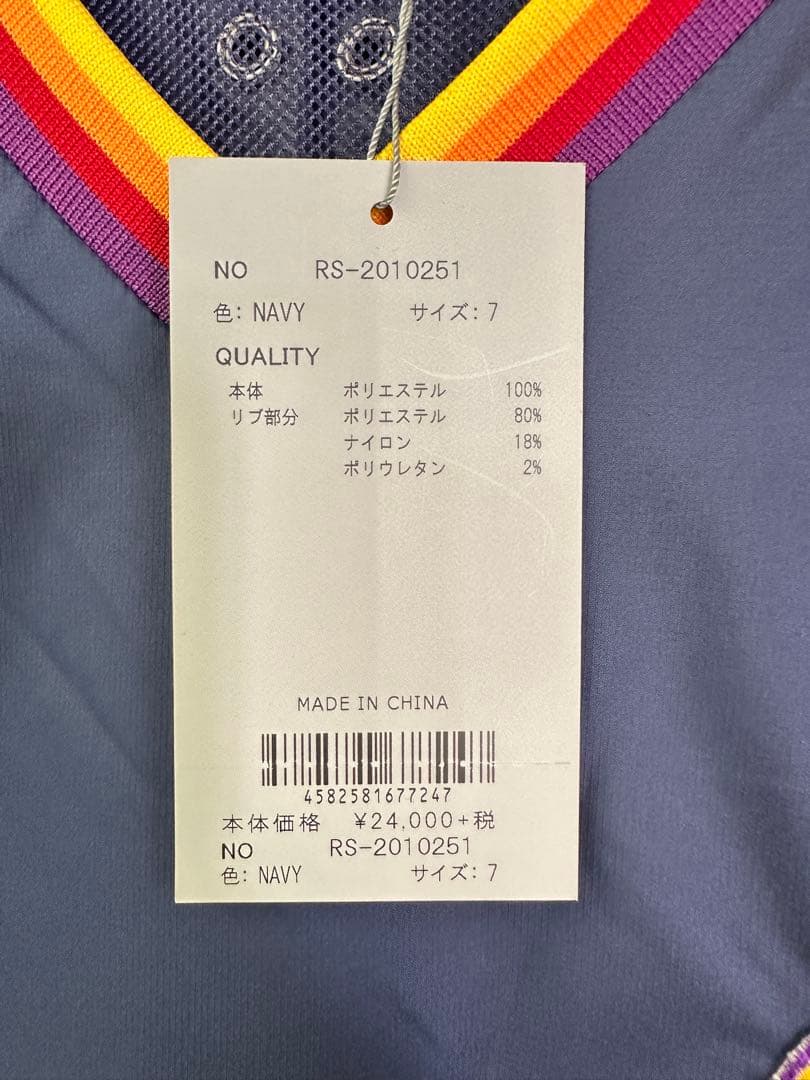 NO RS-2010251
色: NAVY サイズ: 7
QUALITY
本体 ポリエステル 100%
リブ部分 ポリエステル 80%
ナイロン 18%
ポリウレタン 2%
MADE IN CHINA
4582581677247
本体価格 ¥24,000+税
NO RS-2010251
色: NAVY サイズ: 7